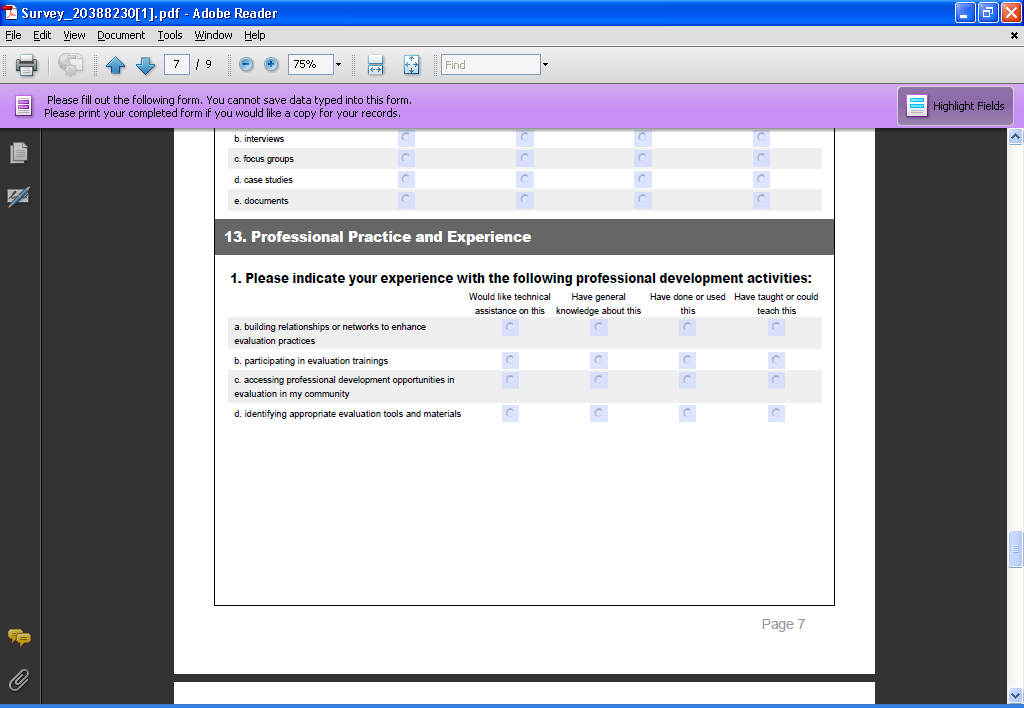 Survey_20388230[1].pdf - Adobe Reader
File Edit View Document Tools Window Help
7 / 9 75% Find
Please fill out the following form. You cannot save data typed into this form.
Please print your completed form if you would like a copy for your records.
Highlight Fields
b. interviews
c. focus groups
d. case studies
e. documents
13. Professional Practice and Experience
1. Please indicate your experience with the following professional development activities:
Would like technical assistance on this
Have general knowledge about this
Have done or used this
Have taught or could teach this
a. building relationships or networks to enhance
evaluation practices
b. participating in evaluation trainings
c. accessing professional development opportunities in
evaluation in my community
d. identifying appropriate evaluation tools and materials
Page 7